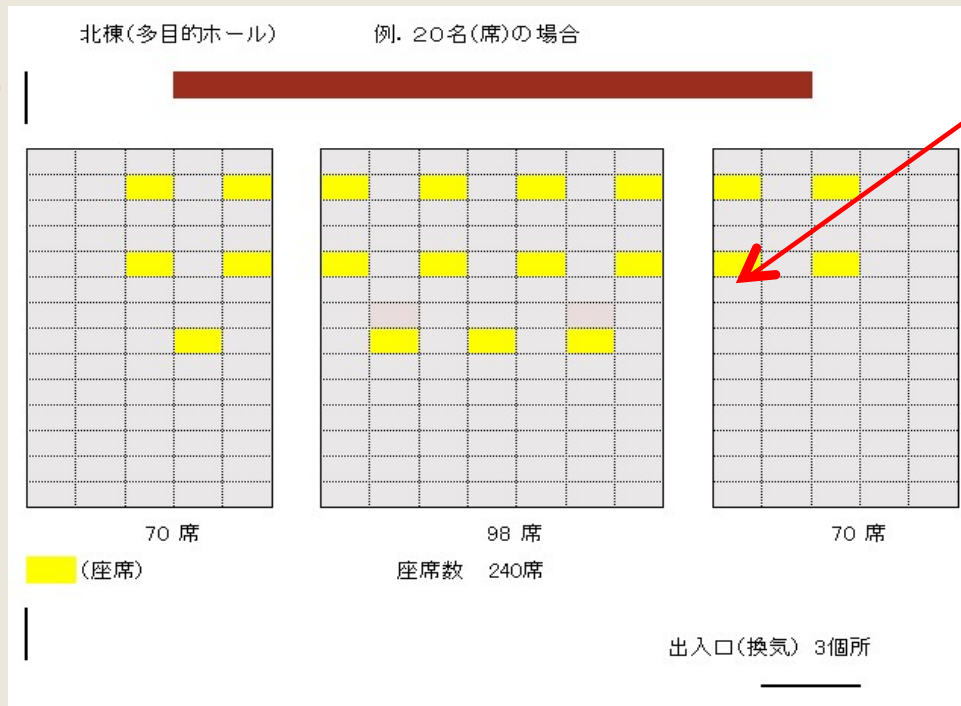 北棟(多目的ホール) 例. 20名(席)の場合
70 席 98 席 70 席
(座席) 座席数 240席
出入口(換気) 3個所